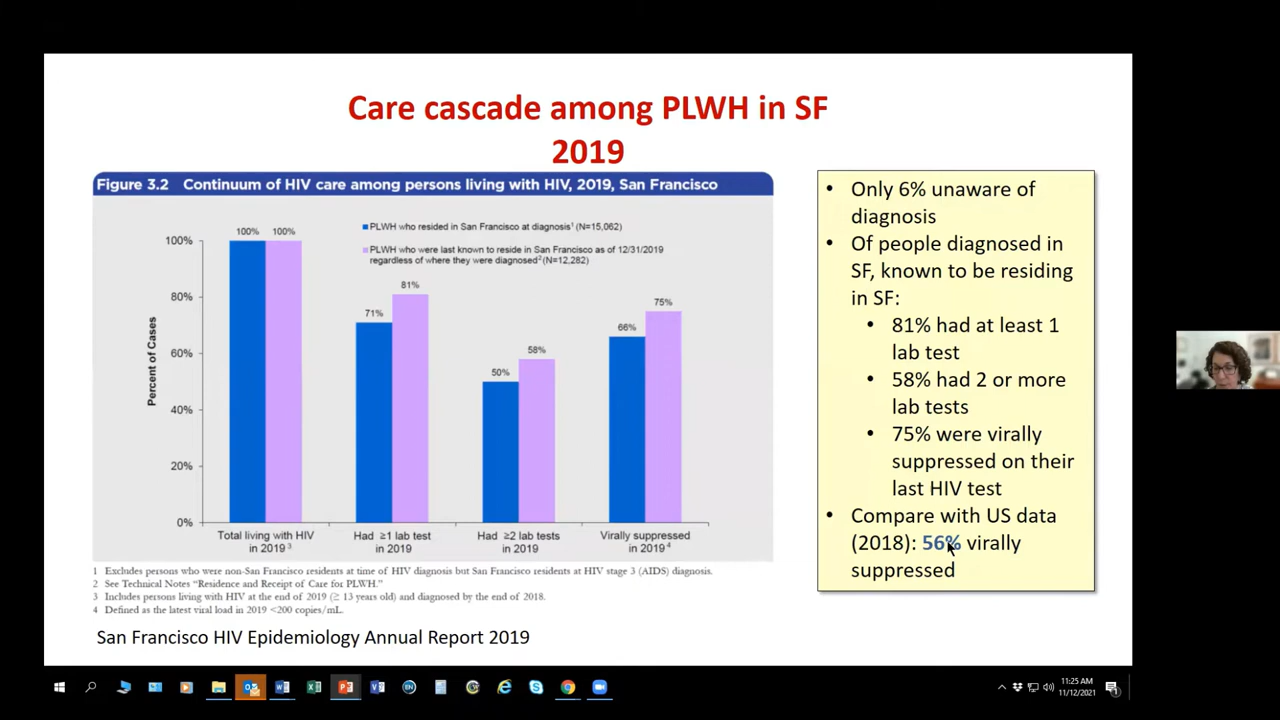 Care cascade among PLWH in SF
2019
Figure 3.2 Continuum of HIV care among persons living with HIV, 2019, San Francisco
PLWH who resided in San Francisco at diagnosis¹ (N=15,062)
PLWH who were last known to reside in San Francisco as of 12/31/2019
regardless of where they were diagnosed² (N=12,282)
Percent of Cases
100%
80%
60%
40%
20%
0%
100% 100%
71% 81%
50% 58%
66% 75%
Total living with HIV
in 2019 ³
Had ≥1 lab test
in 2019
Had ≥2 lab tests
in 2019
Virally suppressed
in 2019⁴
1 Excludes persons who were non-San Francisco residents at time of HIV diagnosis but San Francisco residents at HIV stage 3 (AIDS) diagnosis.
2 See Technical Notes “Residence and Receipt of Care for PLWH.”
3 Includes persons living with HIV at the end of 2019 (≥ 13 years old) and diagnosed by the end of 2018.
4 Defined as the latest viral load in 2019 <200 copies/mL.
San Francisco HIV Epidemiology Annual Report 2019
• Only 6% unaware of
diagnosis
• Of people diagnosed in
SF, known to be residing
in SF:
• 81% had at least 1
lab test
• 58% had 2 or more
lab tests
• 75% were virally
suppressed on their
last HIV test
• Compare with US data
(2018): 56% virally
suppressed
11:25 AM
11/12/2021